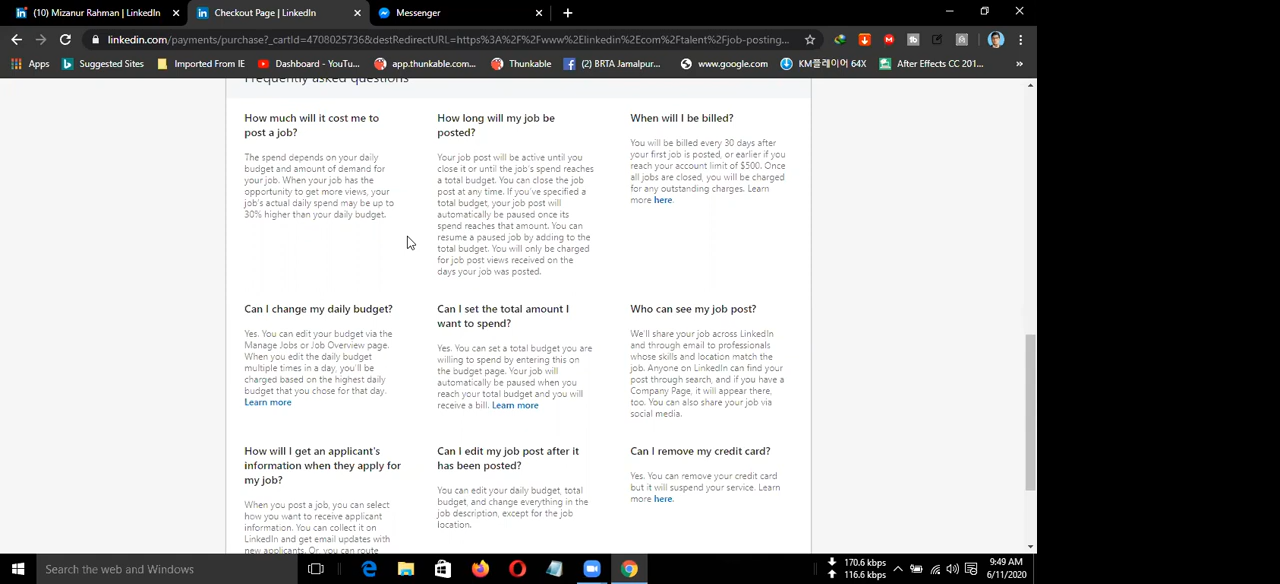 (10) Mizanur Rahman | LinkedIn
Checkout Page | LinkedIn
Messenger
linkedin.com/payments/purchase?_cartId=4708025736&destRedirectURL=https%3A%2F%2Fwww%2Elinkedin%2Ecom%2Ftalent%2Fjob-posting...
Apps
Suggested Sites
Imported From IE
Dashboard - YouTu...
app.thunkable.com...
Thunkable
(2) BRTA Jamalpur...
www.google.com
KM플레이어 64X
After Effects CC 201...
»
Frequently asked questions
How much will it cost me to
post a job?
The spend depends on your daily
budget and amount of demand for
your job. When your job has the
opportunity to get more views, your
job's actual daily spend may be up to
30% higher than your daily budget.
How long will my job be
posted?
Your job post will be active until you
close it or until the job's spend reaches
a total budget. You can close the job
post at any time. If you've specified a
total budget, your job post will
automatically be paused once its
spend reaches that amount. You can
resume a paused job by adding to the
total budget. You will only be charged
for job post views received on the
days your job was posted.
When will I be billed?
You will be billed every 30 days after
your first job is posted, or earlier if you
reach your account limit of $500. Once
all jobs are closed, you will be charged
for any outstanding charges. Learn
more here.
Can I change my daily budget?
Yes. You can edit your budget via the
Manage Jobs or Job Overview page.
When you edit the daily budget
multiple times in a day, you'll be
charged based on the highest daily
budget that you chose for that day.
Learn more
Can I set the total amount I
want to spend?
Yes. You can set a total budget you are
willing to spend by entering this on
the budget page. Your job will
automatically be paused when you
reach your total budget and you will
receive a bill. Learn more
Who can see my job post?
We'll share your job across LinkedIn
and through email to professionals
whose skills and location match the
job. Anyone on LinkedIn can find your
post through search, and if you have a
Company Page, it will appear there,
too. You can also share your job via
social media.
How will I get an applicant's
information when they apply for
my job?
When you post a job, you can select
how you want to receive applicant
information. You can collect it on
LinkedIn and get email updates with
new applicants. Or, you can route
Can I edit my job post after it
has been posted?
You can edit your daily budget, total
budget, and change everything in the
job description, except for the job
location.
Can I remove my credit card?
Yes. You can remove your credit card
but it will suspend your service. Learn
more here.
Search the web and Windows
170.6 kbps
116.6 kbps
9:49 AM
6/11/2020